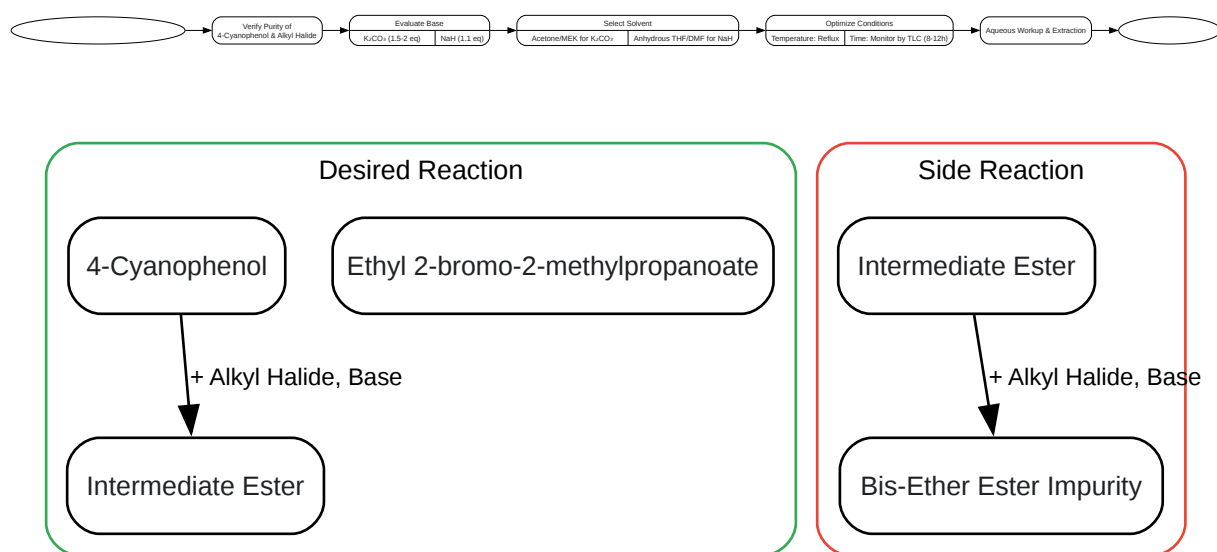 Verify Purity of
4-Cyanophenol & Alkyl Halide
Evaluate Base
K₂CO₃ (1.5-2 eq)
NaH (1.1 eq)
Select Solvent
Acetone/MEK for K₂CO₃
Anhydrous THF/DMF for NaH
Optimize Conditions
Temperature: Reflux
Time: Monitor by TLC (8-12h)
Aqueous Workup & Extraction
Desired Reaction
4-Cyanophenol
Ethyl 2-bromo-2-methylpropanoate
+ Alkyl Halide, Base
Intermediate Ester
Side Reaction
Intermediate Ester
+ Alkyl Halide, Base
Bis-Ether Ester Impurity